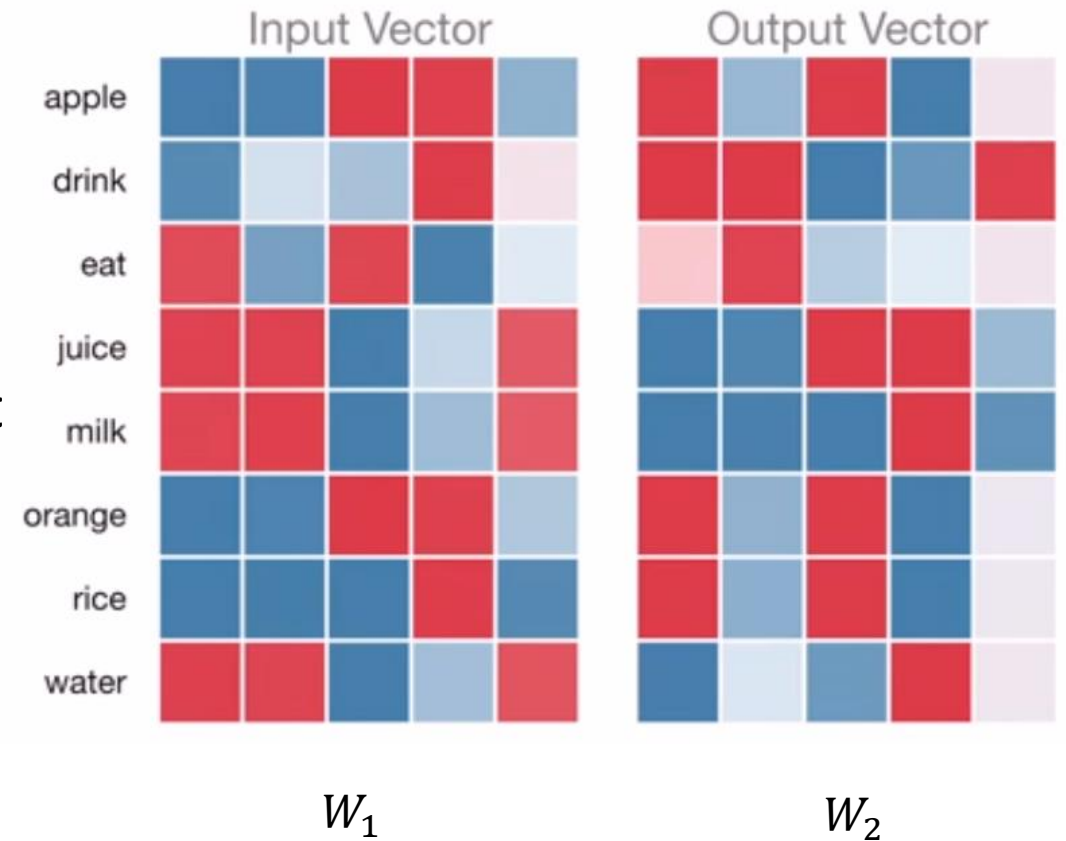 Input Vector Output Vector
apple
drink
eat
juice
milk
orange
rice
water
W₁ W₂